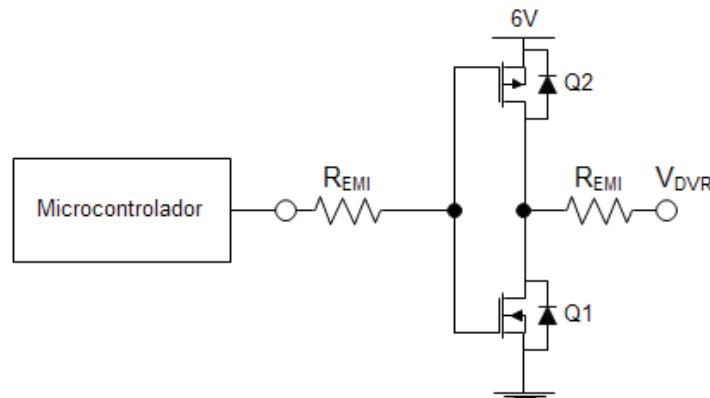 6V
Q2
Microcontrolador
REMI
REMI
VDVR
Q1